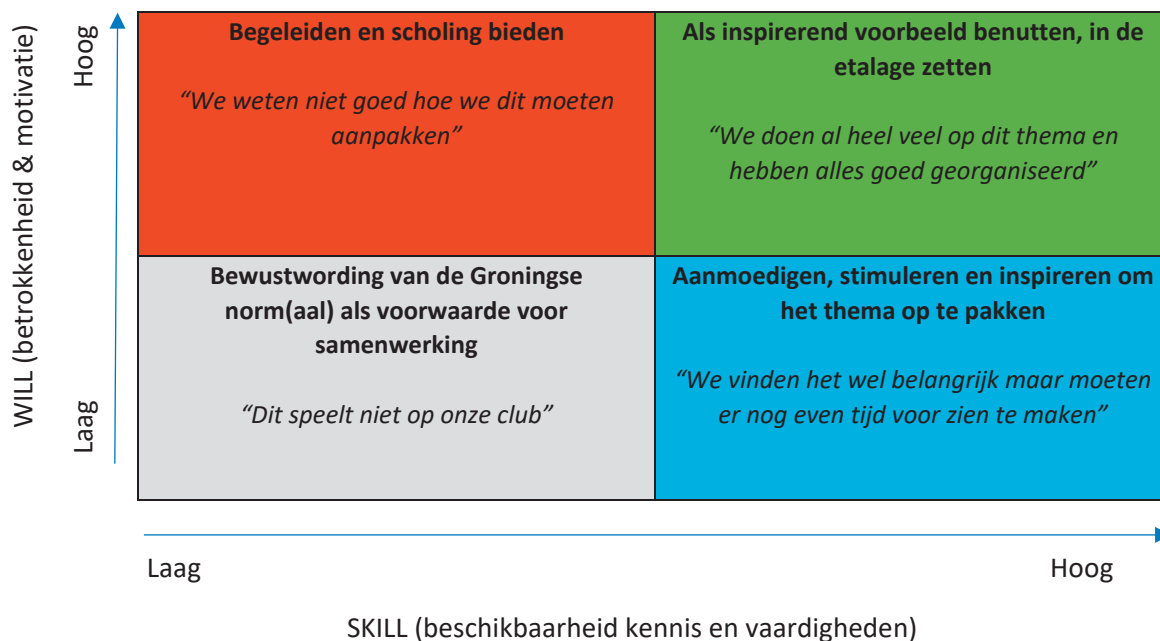 WILL (betrokkenheid & motivatie)
Hoog
Laag
Begeleiden en scholing bieden
“We weten niet goed hoe we dit moeten
aanpakken”
Als inspirerend voorbeeld benutten, in de
etalage zetten
“We doen al heel veel op dit thema en
hebben alles goed georganiseerd”
Bewustwording van de Groningse
norm(aal) als voorwaarde voor
samenwerking
“Dit speelt niet op onze club”
Aanmoedigen, stimuleren en inspireren om
het thema op te pakken
“We vinden het wel belangrijk maar moeten
er nog even tijd voor zien te maken”
Laag
Hoog
SKILL (beschikbaarheid kennis en vaardigheden)